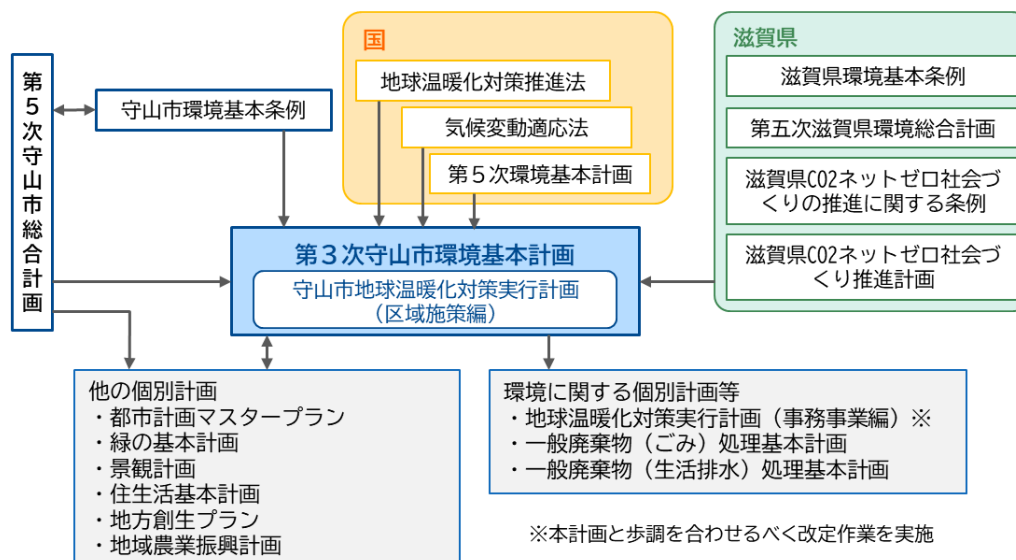 第５次守山市総合計画
守山市環境基本条例
国
地球温暖化対策推進法
気候変動適応法
第５次環境基本計画
滋賀県
滋賀県環境基本条例
第五次滋賀県環境総合計画
滋賀県CO2ネットゼロ社会づ
くりの推進に関する条例
滋賀県CO2ネットゼロ社会づ
くり推進計画
第３次守山市環境基本計画
守山市地球温暖化対策実行計画
（区域施策編）
他の個別計画
・都市計画マスタープラン
・緑の基本計画
・景観計画
・住生活基本計画
・地方創生プラン
・地域農業振興計画
環境に関する個別計画等
・地球温暖化対策実行計画（事務事業編）※
・一般廃棄物（ごみ）処理基本計画
・一般廃棄物（生活排水）処理基本計画
※本計画と歩調を合わせるべく改定作業を実施